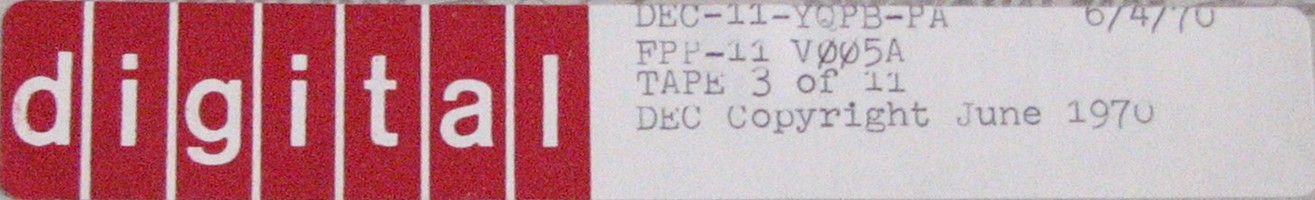 digital
DEC-11-YQPB-PA 6/4/70
FPP-11 VØØ5A
TAPE 3 of 11
DEC Copyright June 1970